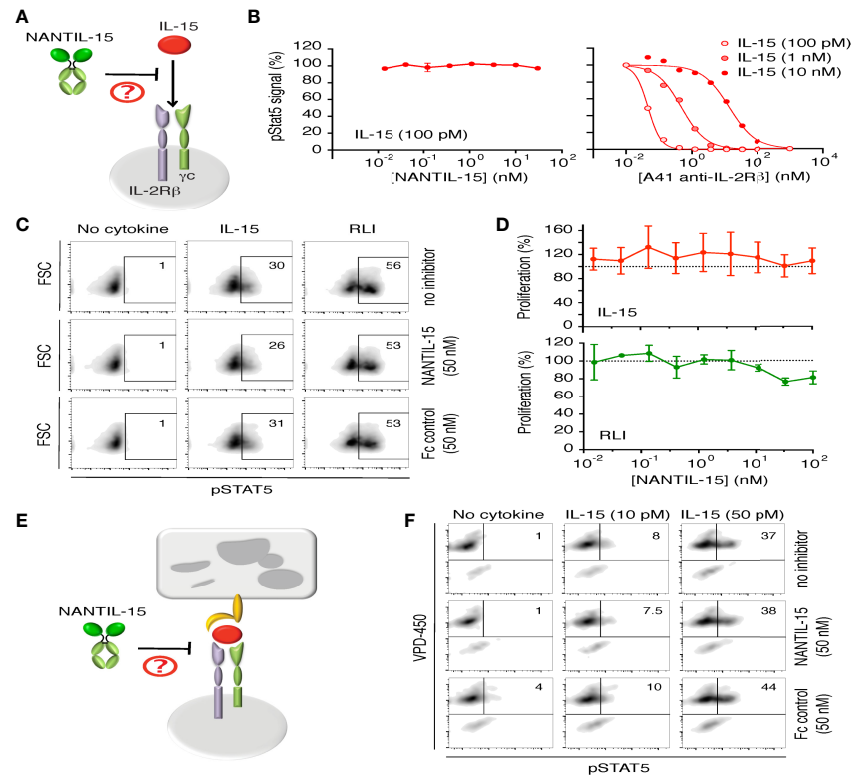 A
NANTIL-15
IL-15
?
IL-2Rβ
γc
B
pStat5 signal (%)
120
100
80
60
40
20
0
IL-15 (100 pM)
10⁻² 10⁻¹ 10⁰ 10¹ 10²
[NANTIL-15] (nM)
IL-15 (100 pM)
IL-15 (1 nM)
IL-15 (10 nM)
10⁻² 10⁰ 10² 10⁴
[A41 anti-IL-2Rβ] (nM)
C
No cytokine IL-15 RLI
FSC 1 30 56 no inhibitor
FSC 1 26 53 NANTIL-15 (50 nM)
FSC 1 31 53 Fc control (50 nM)
pSTAT5
D
Proliferation (%)
160
120
80
40
0
IL-15
Proliferation (%)
120
100
80
60
40
20
0
RLI
10⁻² 10⁻¹ 10⁰ 10¹ 10²
[NANTIL-15] (nM)
E
NANTIL-15
?
F
No cytokine IL-15 (10 pM) IL-15 (50 pM)
VPD-450
1 8 37 no inhibitor
1 7.5 38 NANTIL-15 (50 nM)
4 10 44 Fc control (50 nM)
pSTAT5